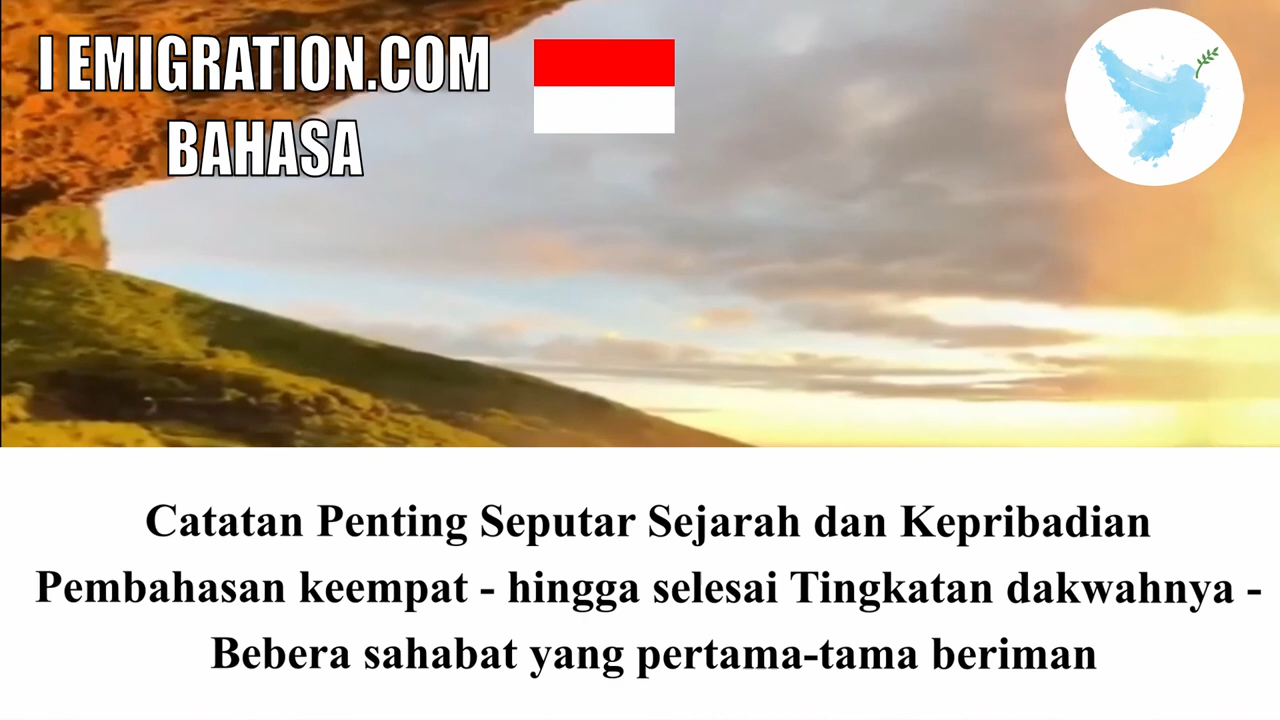 I EMIGRATION.COM
BAHASA
Catatan Penting Seputar Sejarah dan Kepribadian
Pembahasan keempat - hingga selesai Tingkatan dakwahnya -
Bebera sahabat yang pertama-tama beriman